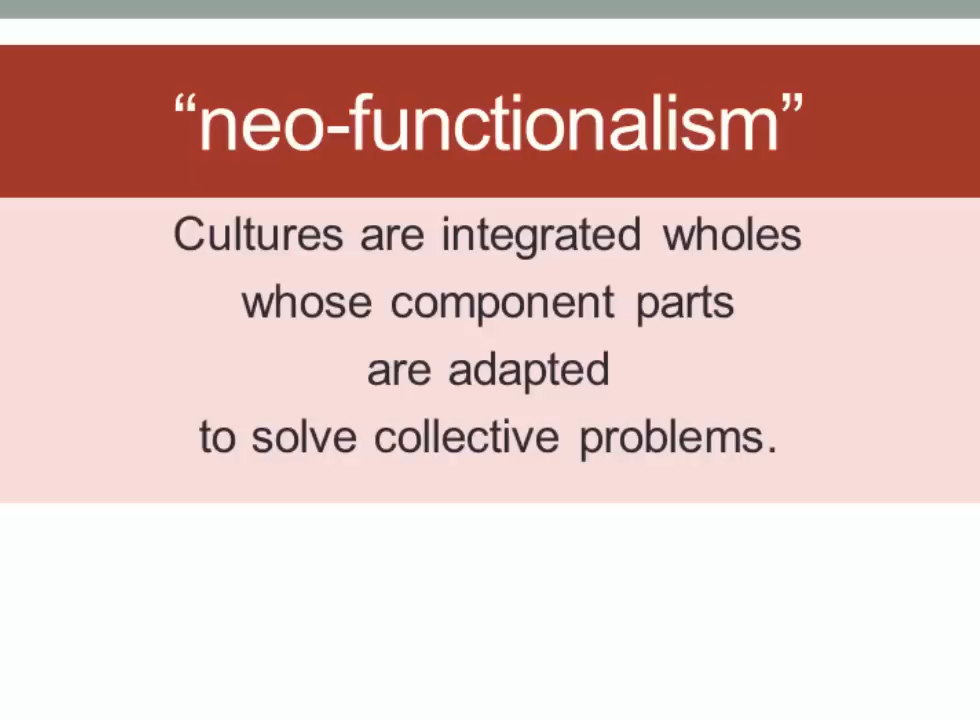 “neo-functionalism”
Cultures are integrated wholes
whose component parts
are adapted
to solve collective problems.